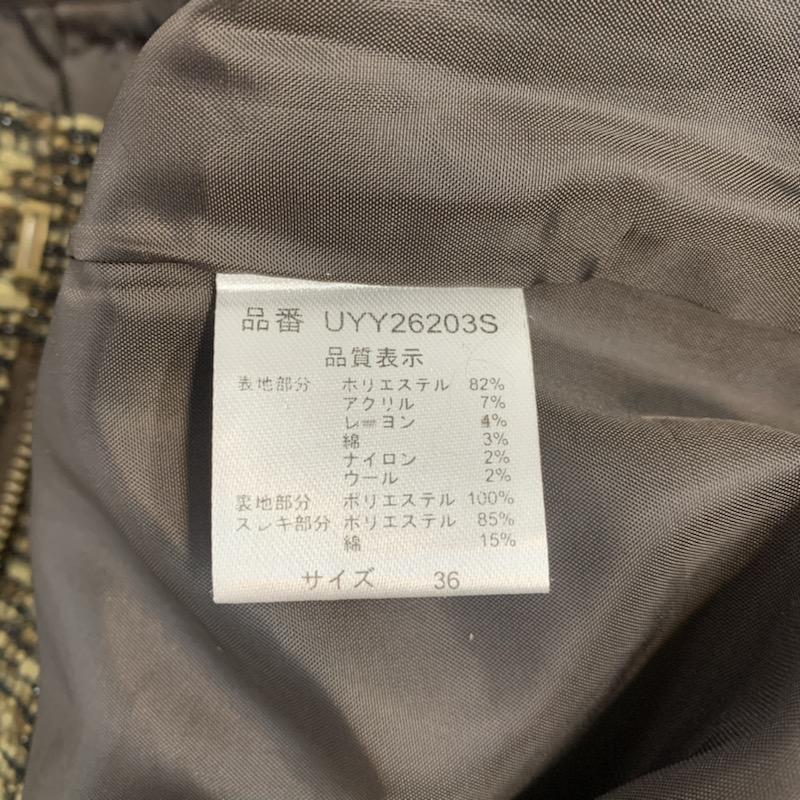 品番 UYY26203S
品質表示
表地部分 ポリエステル 82%
アクリル 7%
レーヨン 4%
綿 3%
ナイロン 2%
ウール 2%
裏地部分 ポリエステル 100%
スレキ部分 ポリエステル 85%
綿 15%
サイズ 36